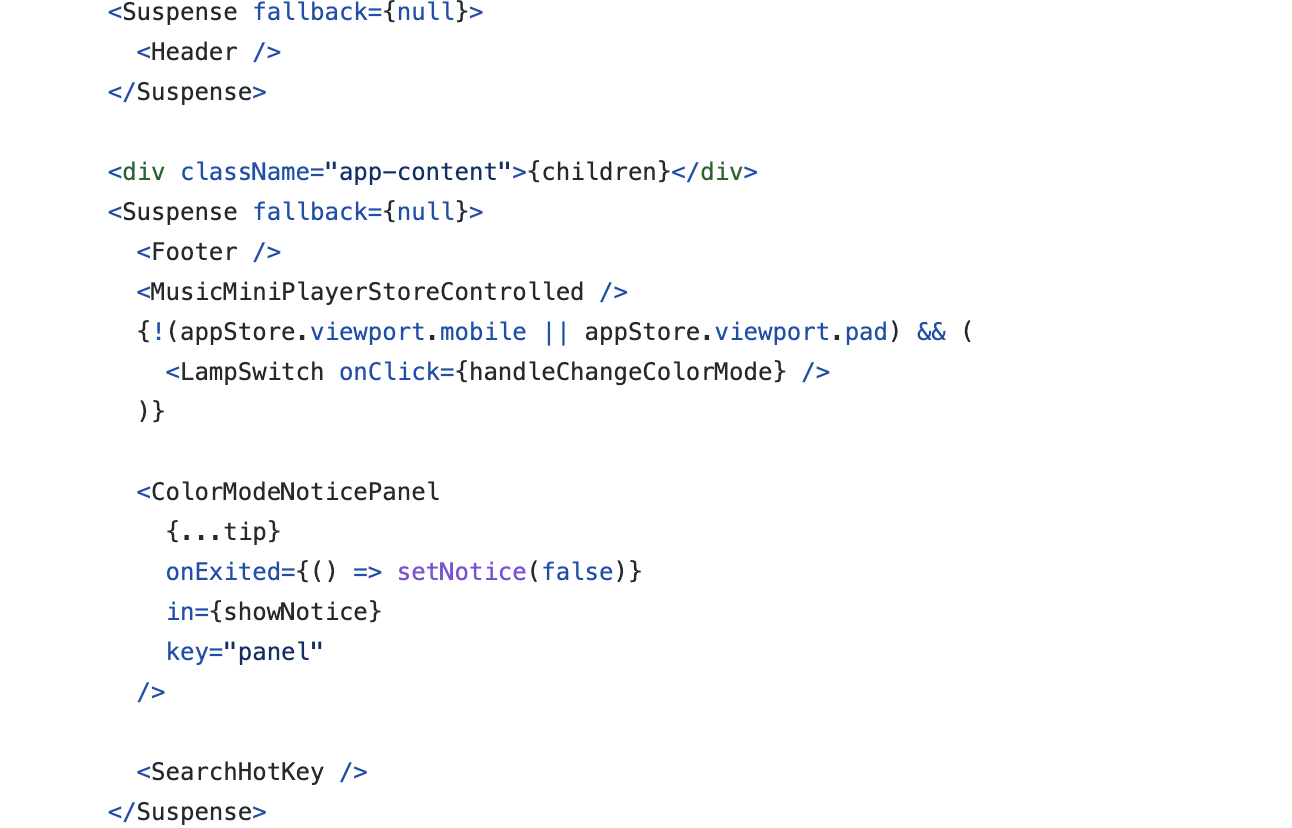 <Suspense fallback={null}>
  <Header />
</Suspense>

<div className="app-content">{children}</div>
<Suspense fallback={null}>
  <Footer />
  <MusicMiniPlayerStoreControlled />
  {!(appStore.viewport.mobile || appStore.viewport.pad) && (
    <LampSwitch onClick={handleChangeColorMode} />
  )}

  <ColorModeNoticePanel
    {...tip}
    onExited={() => setNotice(false)}
    in={showNotice}
    key="panel"
  />

  <SearchHotKey />
</Suspense>